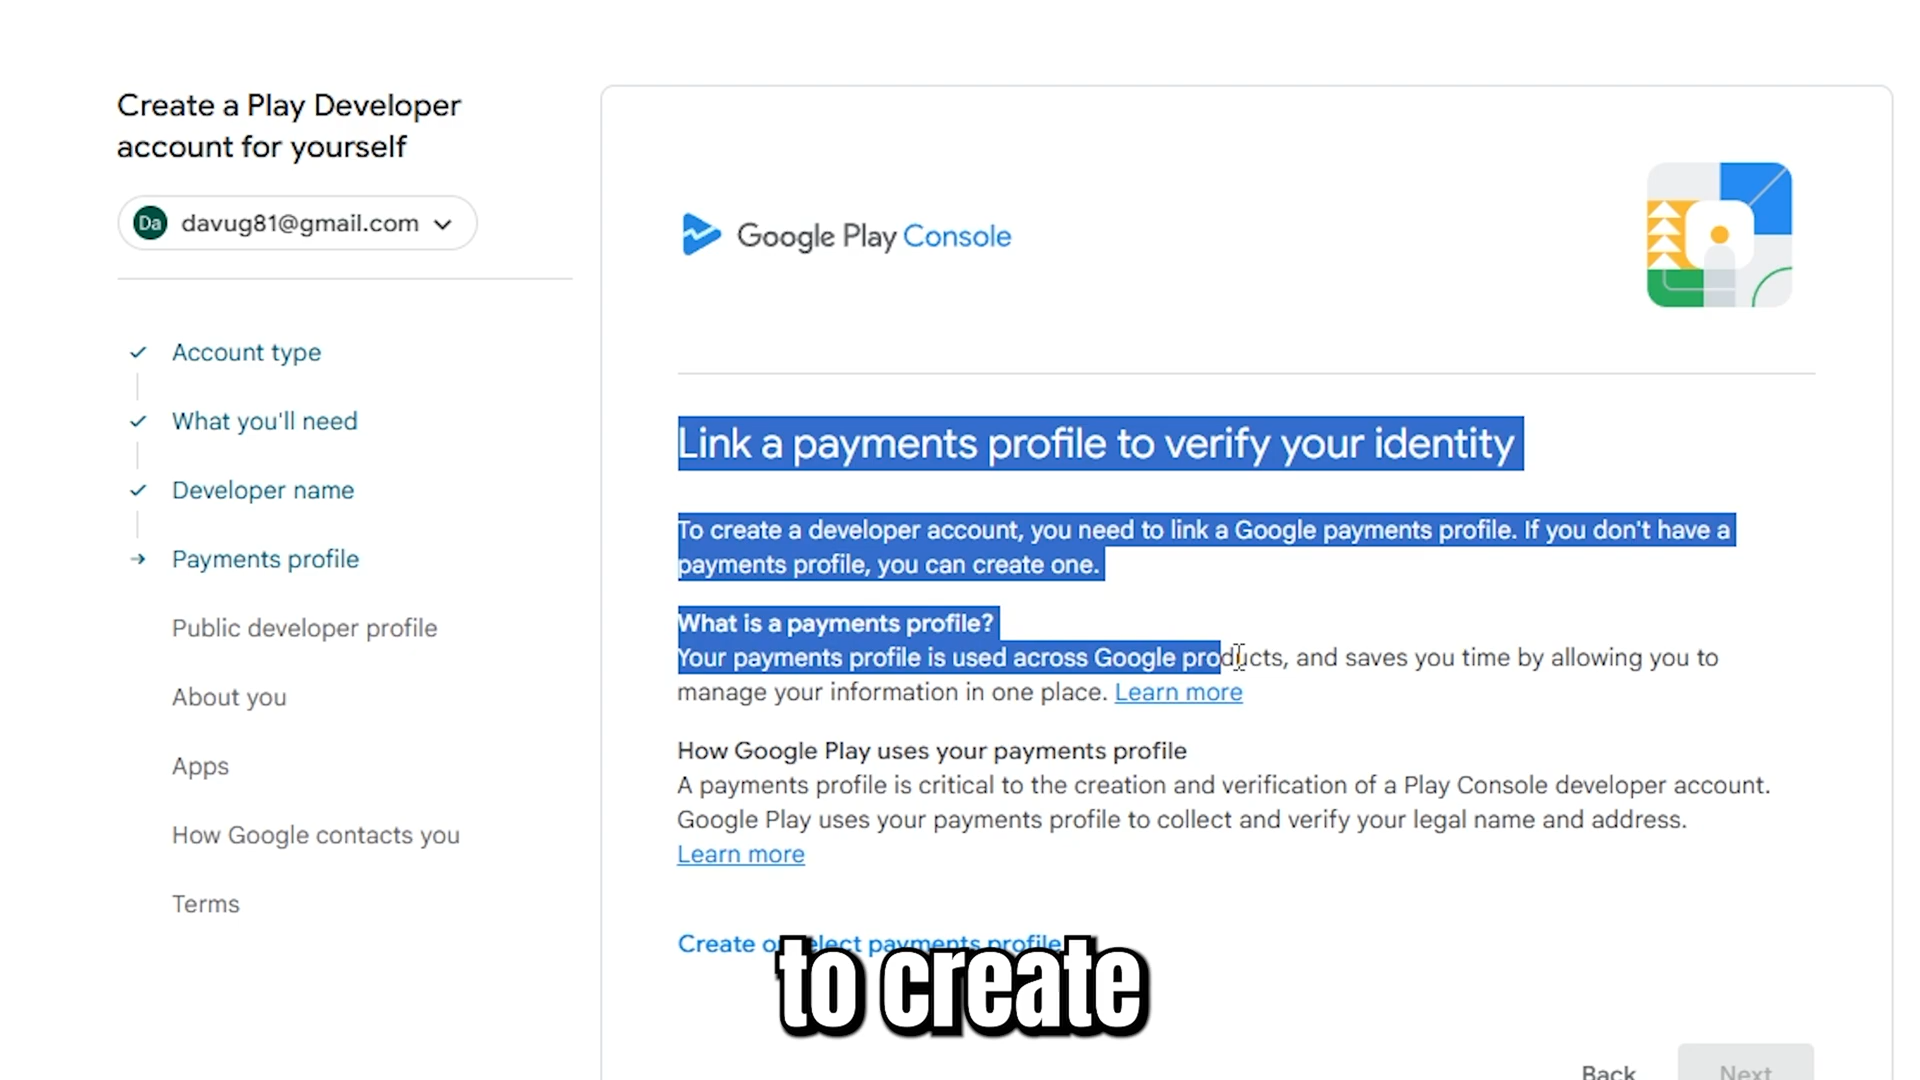 Create a Play Developer
account for yourself
Da davug81@gmail.com
Account type
What you'll need
Developer name
Payments profile
Public developer profile
About you
Apps
How Google contacts you
Terms
Google Play Console
Link a payments profile to verify your identity
To create a developer account, you need to link a Google payments profile. If you don't have a
payments profile, you can create one.
What is a payments profile?
Your payments profile is used across Google products, and saves you time by allowing you to
manage your information in one place. Learn more
How Google Play uses your payments profile
A payments profile is critical to the creation and verification of a Play Console developer account.
Google Play uses your payments profile to collect and verify your legal name and address.
Learn more
Create or select payments profile
to create
Back Next